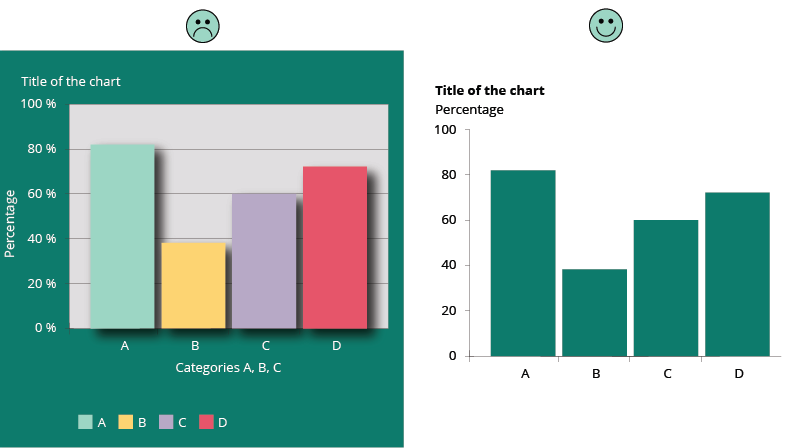 Title of the chart
100 %
80 %
60 %
40 %
20 %
0 %
Percentage
A B C D
Categories A, B, C
A B C D
Title of the chart
Percentage
100
80
60
40
20
0
A B C D